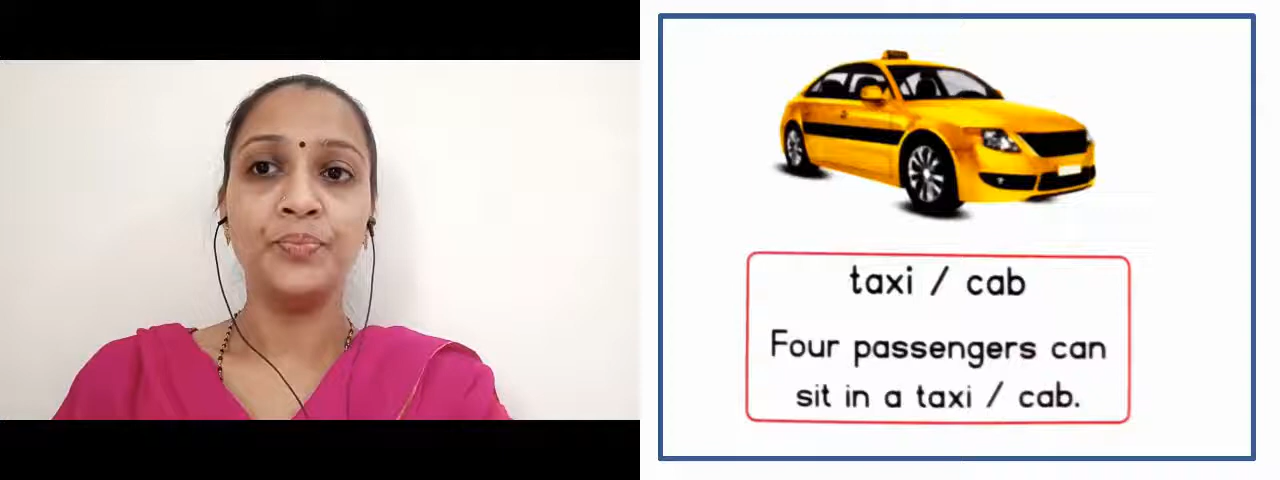 taxi / cab
Four passengers can
sit in a taxi / cab.